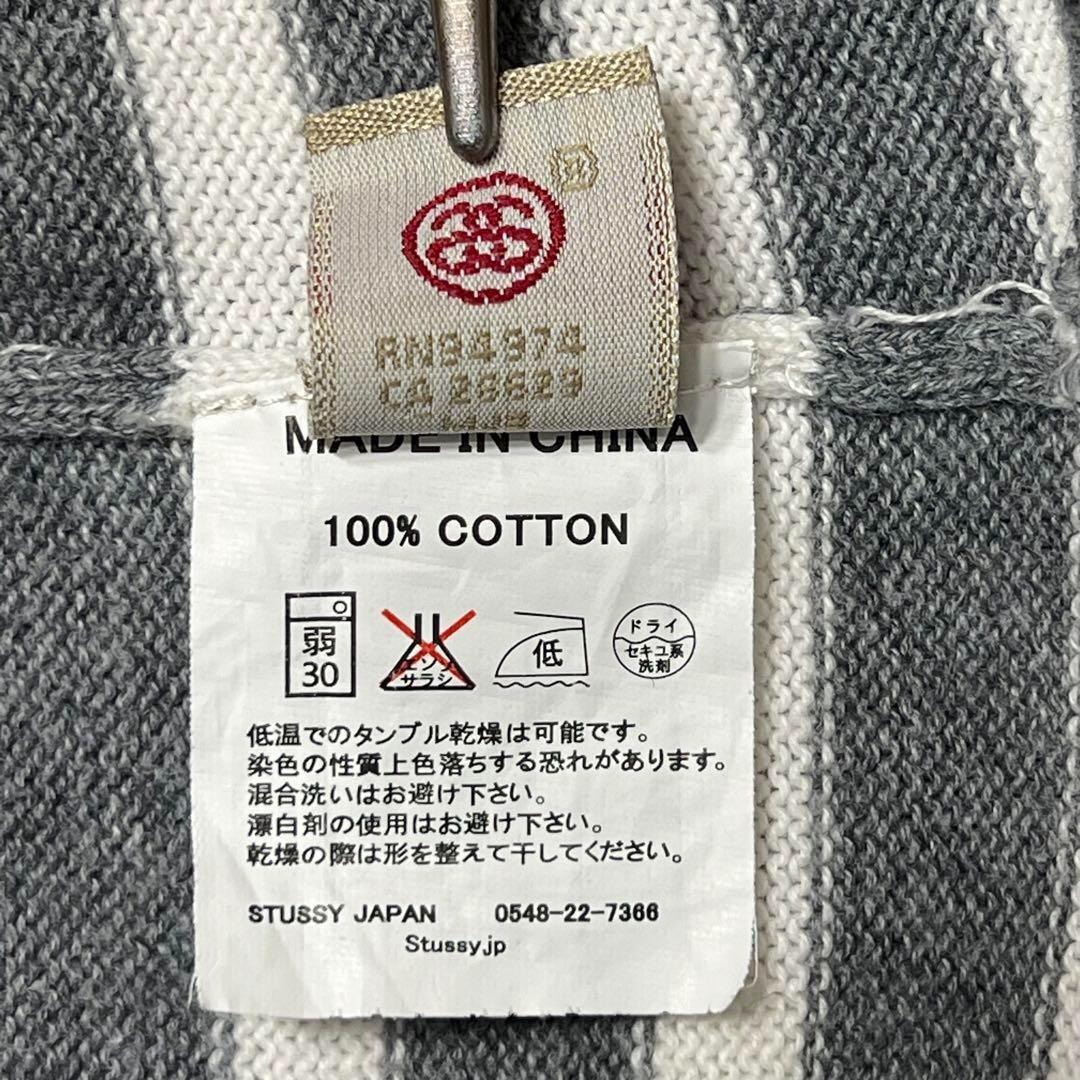 RN94974
CA 26623
MADE IN CHINA
100% COTTON
弱
30
エンソ
サラシ
低
ドライ
セキユ系
洗剤
低温でのタンブル乾燥は可能です。
染色の性質上色落ちする恐れがあります。
混合洗いはお避け下さい。
漂白剤の使用はお避け下さい。
乾燥の際は形を整えて干してください。
STUSSY JAPAN 0548-22-7366
Stussy.jp